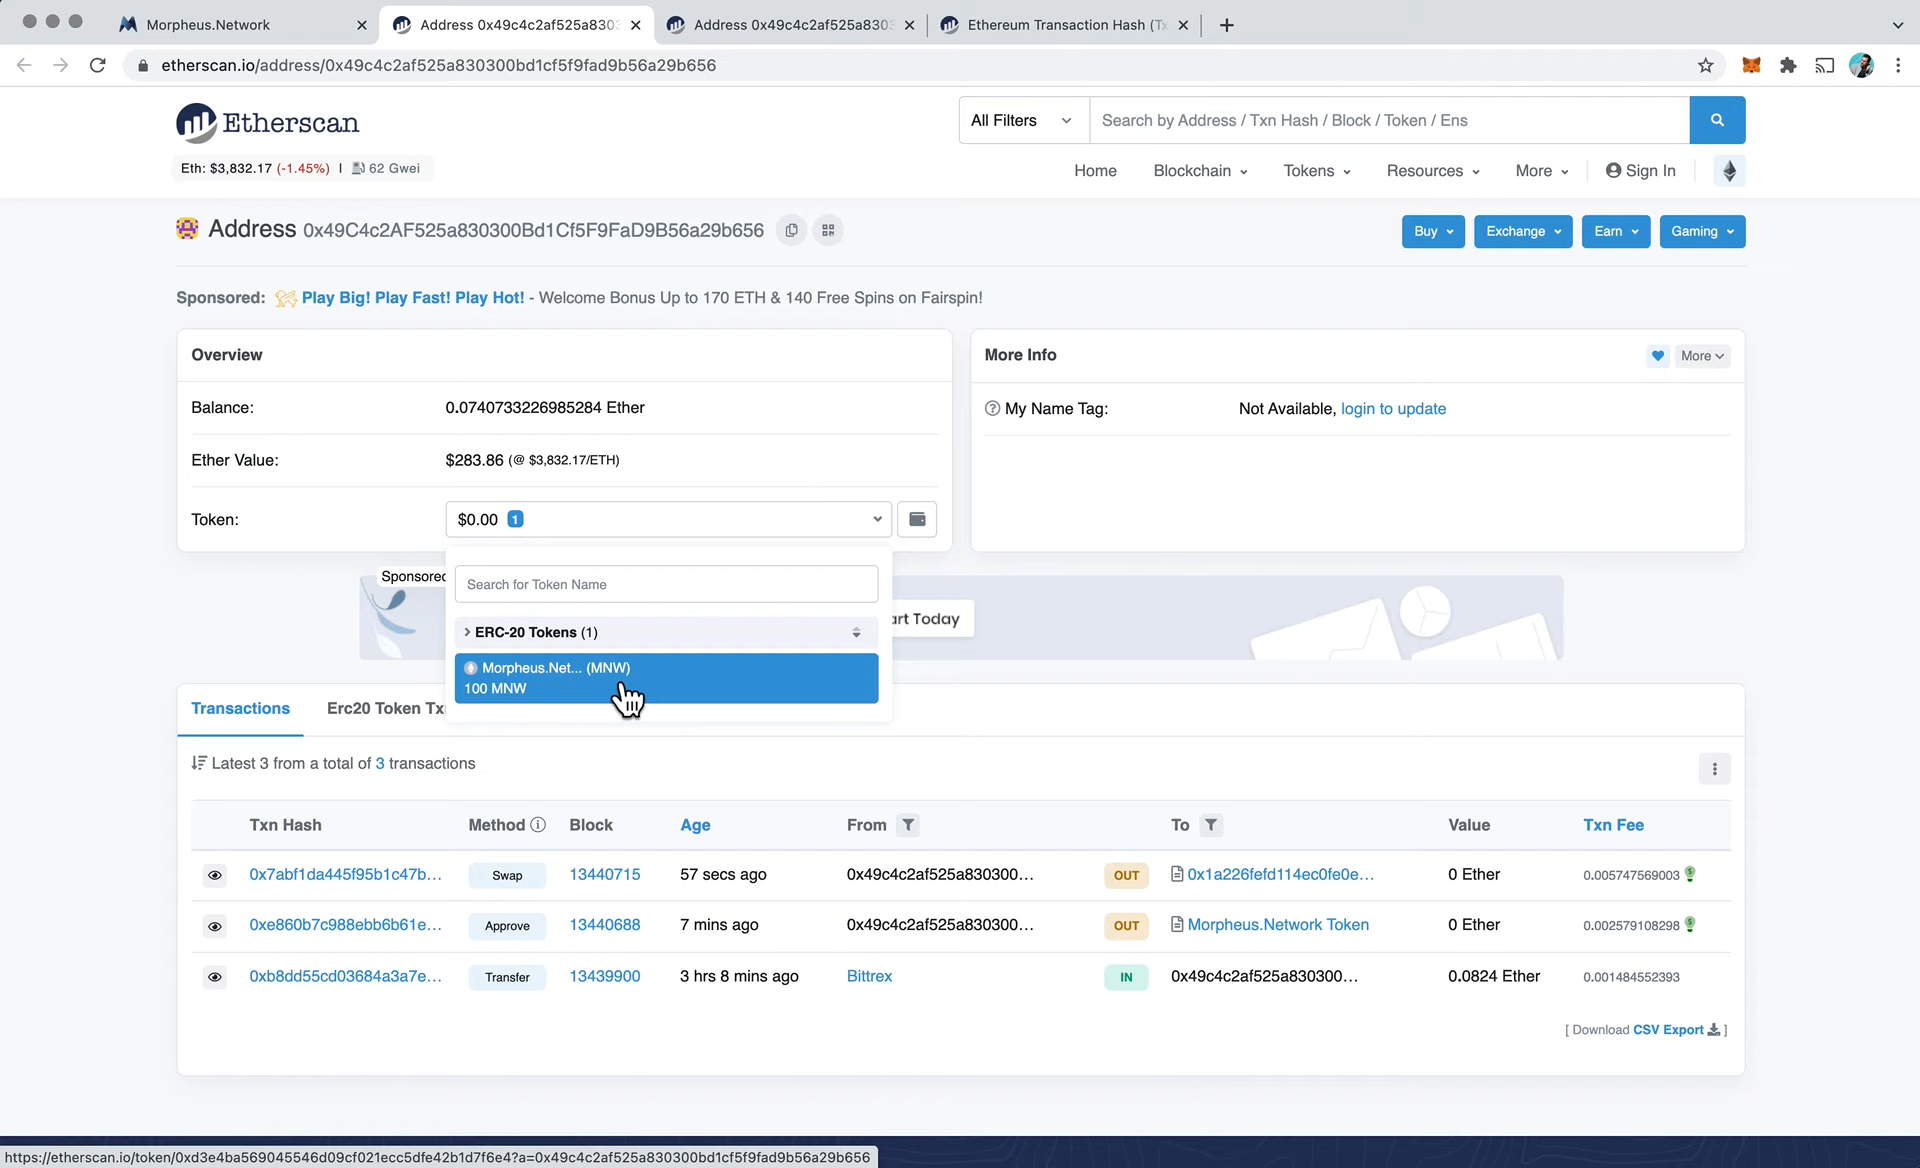 Morpheus.Network
Address 0x49c4c2af525a830
Address 0x49c4c2af525a830
Ethereum Transaction Hash (Tx
etherscan.io/address/0x49c4c2af525a830300bd1cf5f9fad9b56a29b656
Etherscan
All Filters
Search by Address / Txn Hash / Block / Token / Ens
Eth: $3,832.17 (-1.45%) | 62 Gwei
Home
Blockchain
Tokens
Resources
More
Sign In
Address 0x49C4c2AF525a830300Bd1Cf5F9FaD9B56a29b656
Buy
Exchange
Earn
Gaming
Sponsored: Play Big! Play Fast! Play Hot! - Welcome Bonus Up to 170 ETH & 140 Free Spins on Fairspin!
Overview
Balance: 0.0740733226985284 Ether
Ether Value: $283.86 (@ $3,832.17/ETH)
Token: $0.00 1
More Info
More
My Name Tag: Not Available, login to update
Sponsored
Search for Token Name
ERC-20 Tokens (1)
Morpheus.Net... (MNW)
100 MNW
art Today
Transactions
Erc20 Token Tx
Latest 3 from a total of 3 transactions
Txn Hash Method Block Age From To Value Txn Fee
0x7abf1da445f95b1c47b... Swap 13440715 57 secs ago 0x49c4c2af525a830300... OUT 0x1a226fefd114ec0fe0e... 0 Ether 0.005747569003
0xe860b7c988ebb6b61e... Approve 13440688 7 mins ago 0x49c4c2af525a830300... OUT Morpheus.Network Token 0 Ether 0.002579108298
0xb8dd55cd03684a3a7e... Transfer 13439900 3 hrs 8 mins ago Bittrex IN 0x49c4c2af525a830300... 0.0824 Ether 0.001484552393
[ Download CSV Export ]
https://etherscan.io/token/0xd3e4ba569045546d09cf021ecc5dfe42b1d7f6e4?a=0x49c4c2af525a830300bd1cf5f9fad9b56a29b656